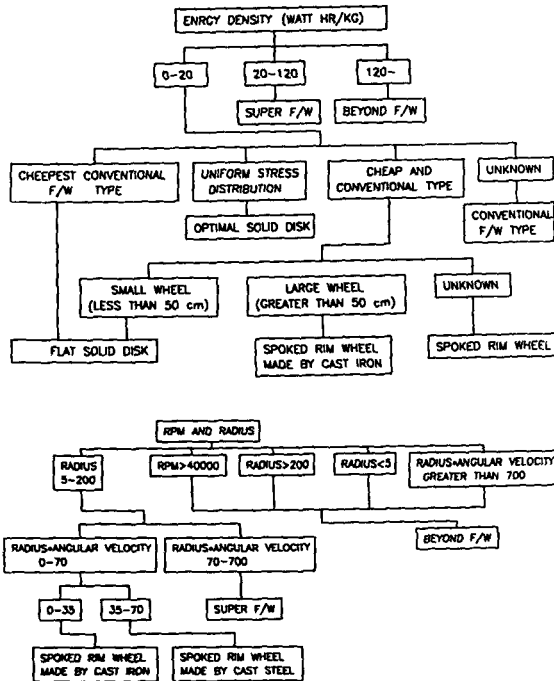 ENRGY DENSITY (WATT HR/KG)
0-20
20~120
120~
SUPER F/W
BEYOND F/W
CHEEPEST CONVENTIONAL
F/W TYPE
UNIFORM STRESS
DISTRIBUTION
CHEAP AND
CONVENTIONAL TYPE
UNKNOWN
OPTIMAL SOLID DISK
CONVENTIONAL
F/W TYPE
SMALL WHEEL
(LESS THAN 50 cm)
LARGE WHEEL
(GREATER THAN 50 cm)
UNKNOWN
FLAT SOLID DISK
SPOKED RIM WHEEL
MADE BY CAST IRON
SPOKED RIM WHEEL
RPM AND RADIUS
RADIUS
5~200
RPM>40000
RADIUS>200
RADIUS<5
RADIUS*ANGULAR VELOCITY
GREATER THAN 700
BEYOND F/W
RADIUS*ANGULAR VELOCITY
0-70
RADIUS*ANGULAR VELOCITY
70~700
0-35
35-70
SUPER F/W
SPOKED RIM WHEEL
MADE BY CAST IRON
SPOKED RIM WHEEL
MADE BY CAST STEEL